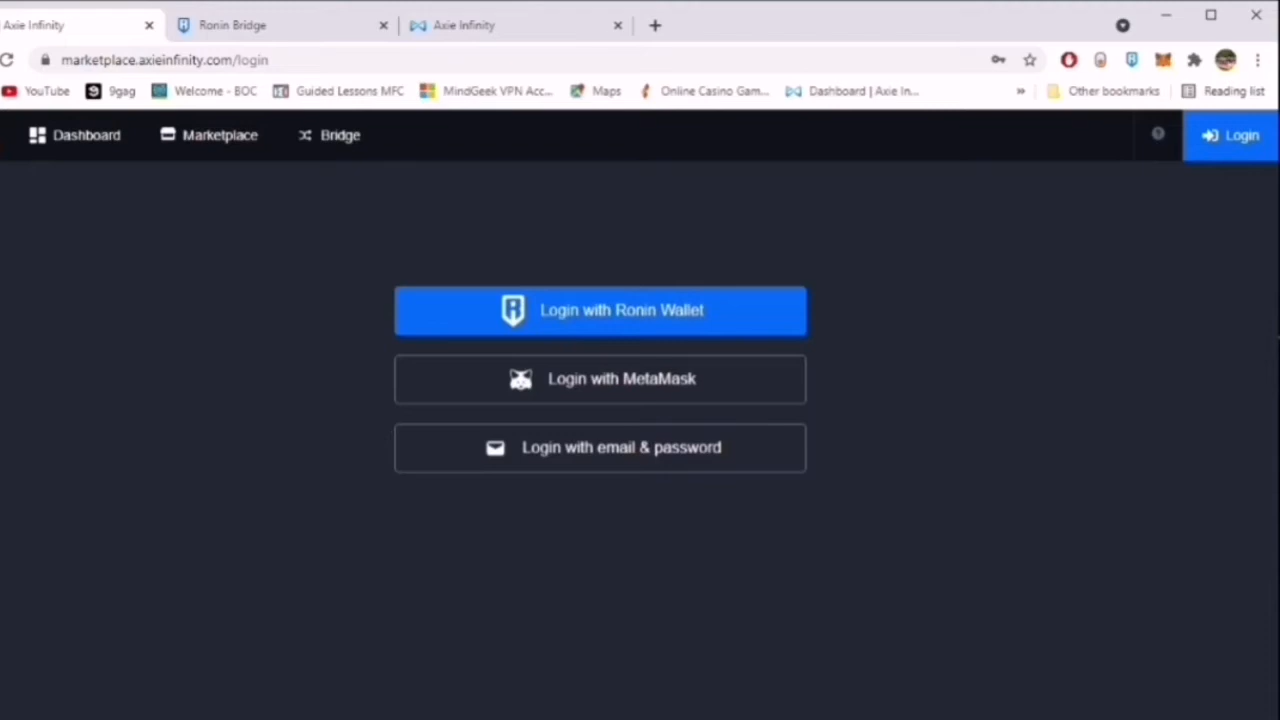 Axie Infinity
Ronin Bridge
Axie Infinity
marketplace.axieinfinity.com/login
YouTube
9gag
Welcome - BOC
Guided Lessons MFC
MindGeek VPN Acc...
Maps
Online Casino Gam...
Dashboard | Axie In...
»
Other bookmarks
Reading list
Dashboard
Marketplace
Bridge
Login
Login with Ronin Wallet
Login with MetaMask
Login with email & password